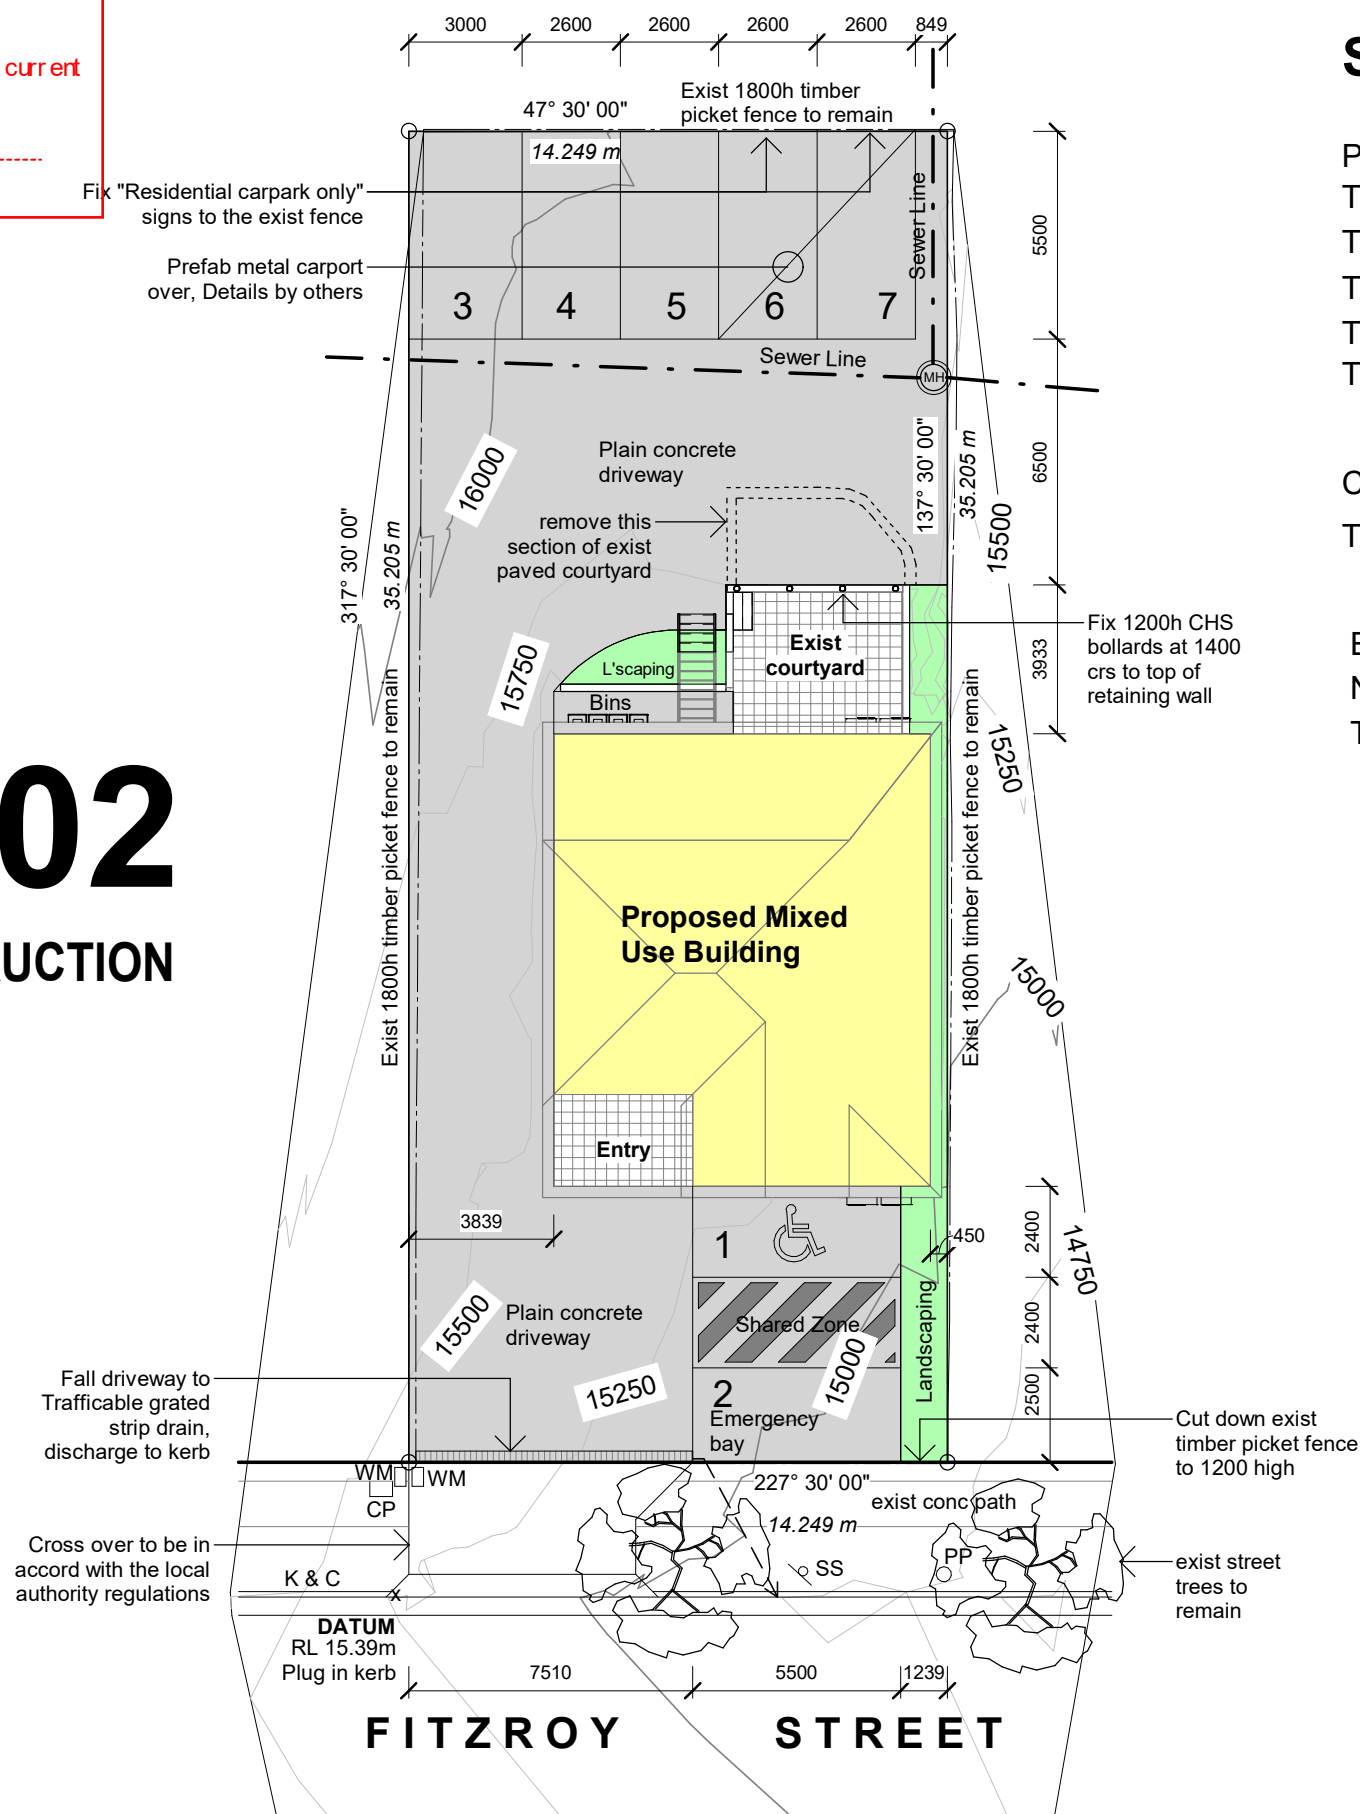 3000
2600
2600
2600
2600
849
current
Exist 1800h timber
picket fence to remain
47° 30' 00"
14.249 m
Fix "Residential carpark only"
signs to the exist fence
Sewer Line
5500
Prefab metal carport
over, Details by others
3
4
5
6
7
Sewer Line
MH
Plain concrete
driveway
16000
137° 30' 00"
35.205 m
6500
15500
317° 30' 00"
35.205 m
remove this
section of exist
paved courtyard
Fix 1200h CHS
bollards at 1400
crs to top of
retaining wall
Exist
courtyard
3933
L'scaping
15750
Bins
Exist 1800h timber picket fence to remain
Exist 1800h timber picket fence to remain
15250
02
UCTION
Proposed Mixed
Use Building
15000
Entry
3839
1
450
2400
14750
15500
Plain concrete
driveway
Shared Zone
Landscaping
2400
15250
15000
2
Emergency
bay
2500
Fall driveway to
Trafficable grated
strip drain,
discharge to kerb
Cut down exist
timber picket fence
to 1200 high
WM
WM
CP
227° 30' 00"
exist conc path
14.249 m
Cross over to be in
accord with the local
authority regulations
K & C
x
SS
PP
exist street
trees to
remain
DATUM
RL 15.39m
Plug in kerb
7510
5500
1239
FITZROY STREET